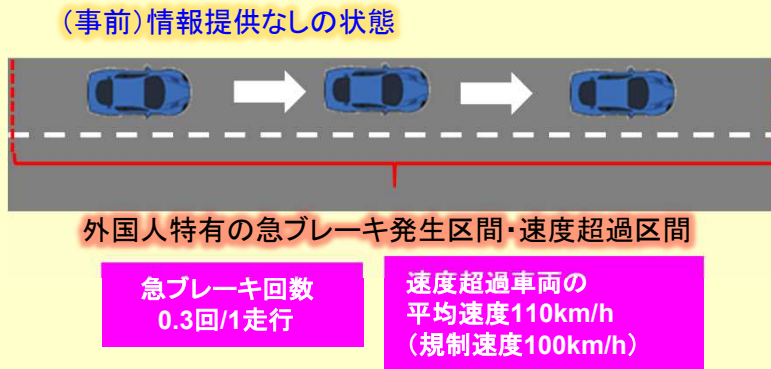 （事前）情報提供なしの状態
外国人特有の急ブレーキ発生区間・速度超過区間
急ブレーキ回数
0.3回/1走行
速度超過車両の
平均速度110km/h
（規制速度100km/h）